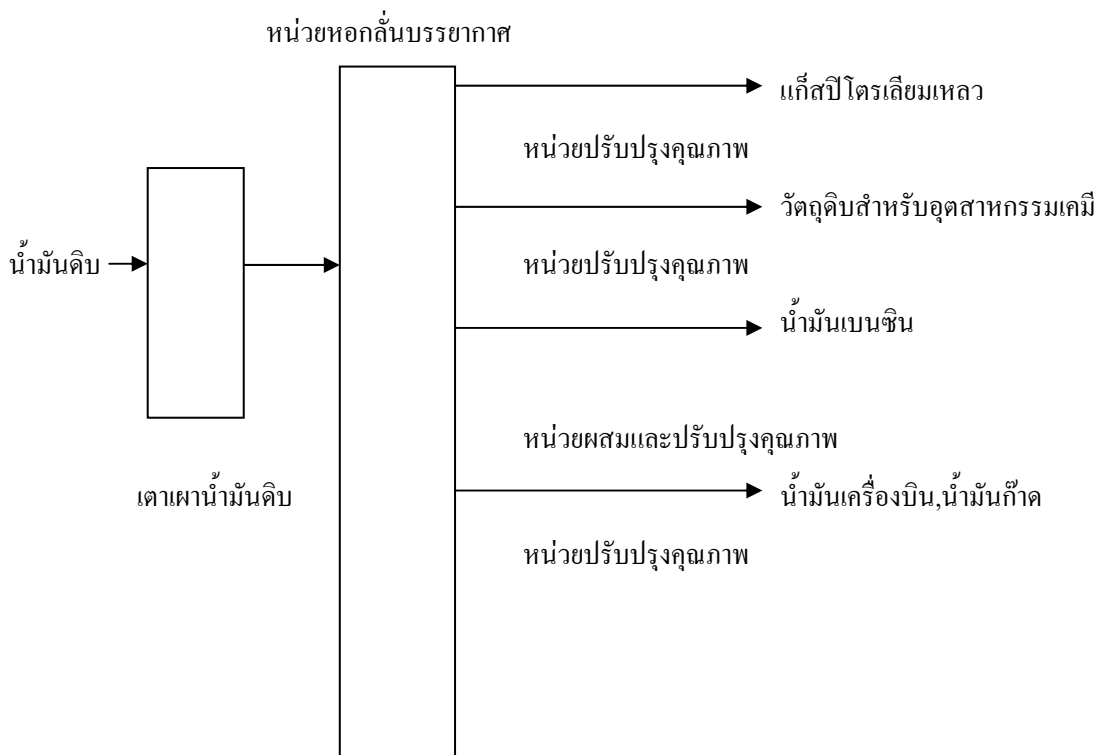 หน่วยหอกลั่นบรรยากาศ
แก็สปิโตรเลียมเหลว
หน่วยปรับปรุงคุณภาพ
วัตถุดิบสำหรับอุตสาหกรรมเคมี
น้ำมันดิบ
หน่วยปรับปรุงคุณภาพ
น้ำมันเบนซิน
หน่วยผสมและปรับปรุงคุณภาพ
เตาเผาน้ำมันดิบ
น้ำมันเครื่องบิน,น้ำมันก๊าด
หน่วยปรับปรุงคุณภาพ